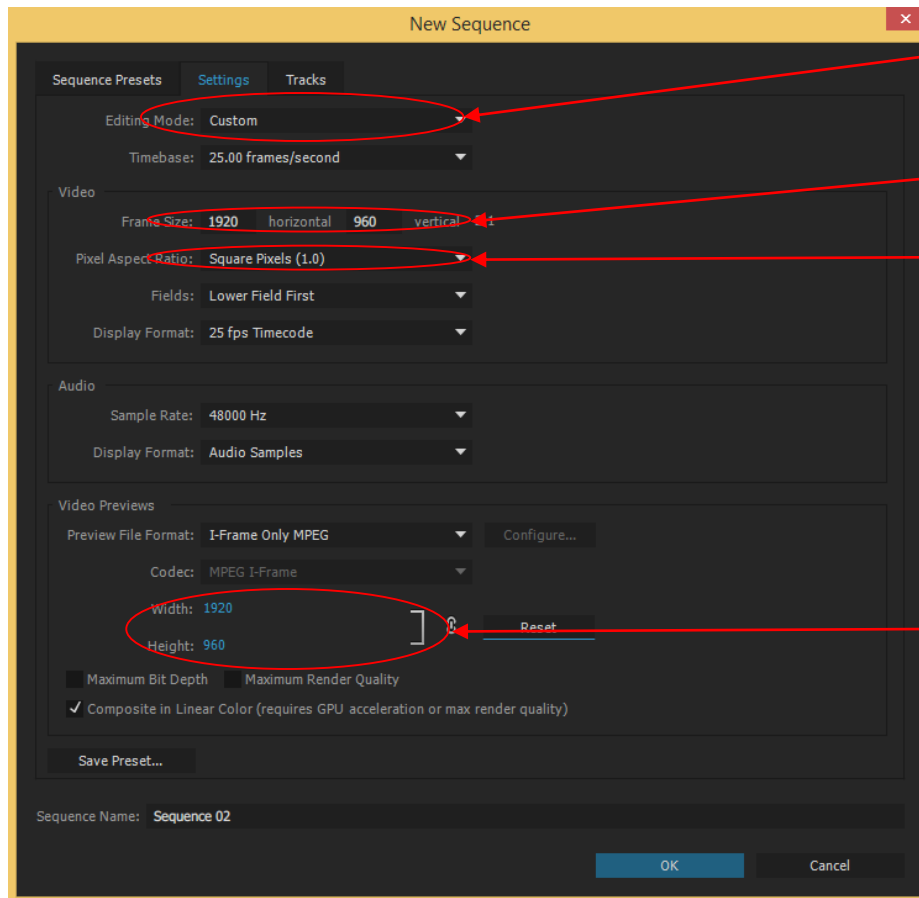 New Sequence
Sequence Presets Settings Tracks
Editing Mode: Custom
Timebase: 25.00 frames/second
Video
Frame Size: 1920 horizontal 960 vertical 2:1
Pixel Aspect Ratio: Square Pixels (1.0)
Fields: Lower Field First
Display Format: 25 fps Timecode
Audio
Sample Rate: 48000 Hz
Display Format: Audio Samples
Video Previews
Preview File Format: I-Frame Only MPEG Configure...
Codec: MPEG I-Frame
Width: 1920
Reset
Height: 960
Maximum Bit Depth Maximum Render Quality
Composite in Linear Color (requires GPU acceleration or max render quality)
Save Preset...
Sequence Name: Sequence 02
OK Cancel